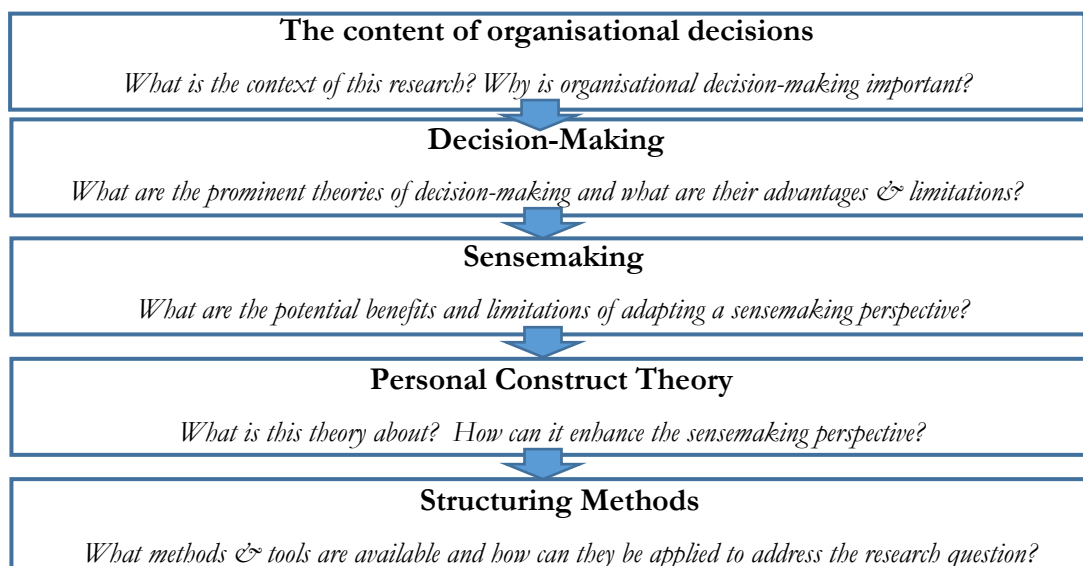 The content of organisational decisions
What is the context of this research? Why is organisational decision-making important?
Decision-Making
What are the prominent theories of decision-making and what are their advantages & limitations?
Sensemaking
What are the potential benefits and limitations of adapting a sensemaking perspective?
Personal Construct Theory
What is this theory about? How can it enhance the sensemaking perspective?
Structuring Methods
What methods & tools are available and how can they be applied to address the research question?